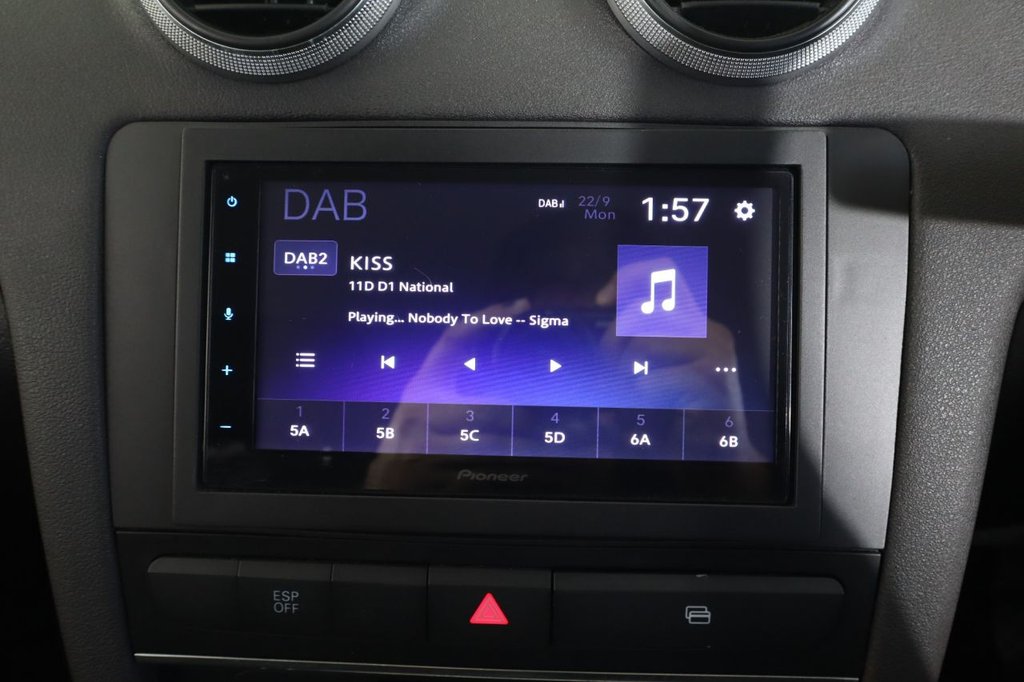 DAB
DAB
22/9
Mon
1:57
DAB2
KISS
11D D1 National
Playing... Nobody To Love -- Sigma
1 2 3 4 5 6
5A 5B 5C 5D 6A 6B
Pioneer
ESP
OFF